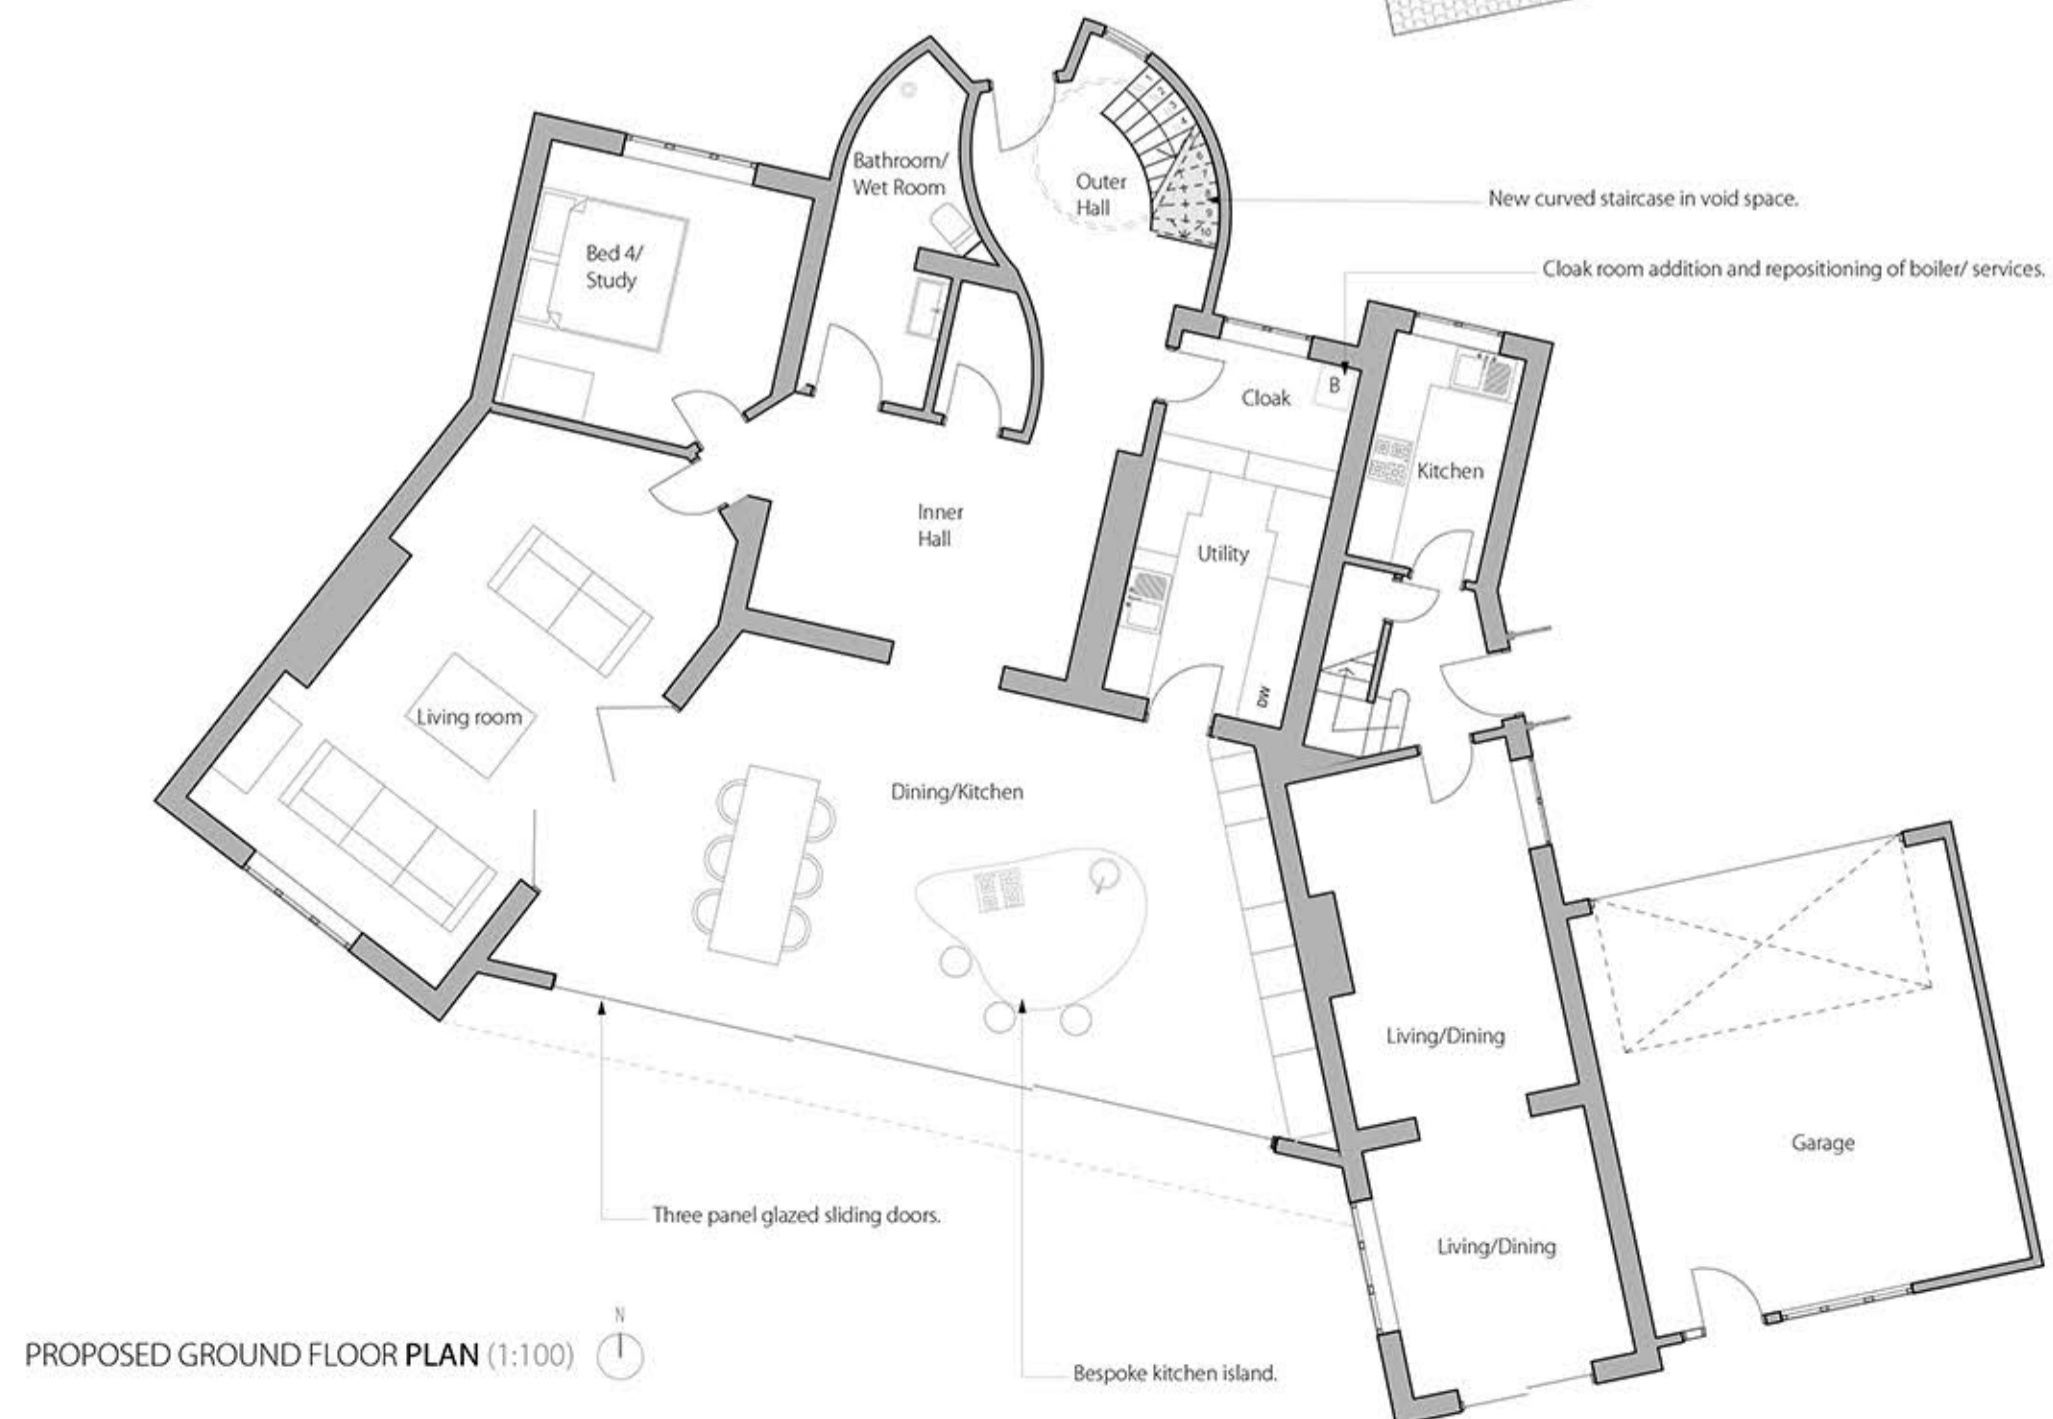 Bathroom/
Wet Room
Outer
Hall
New curved staircase in void space.
Bed 4/
Study
Cloak room addition and repositioning of boiler/ services.
B
Cloak
Kitchen
Inner
Hall
Utility
DW
Living room
Dining/Kitchen
Living/Dining
Garage
Three panel glazed sliding doors.
Living/Dining
N
PROPOSED GROUND FLOOR PLAN (1:100)
Bespoke kitchen island.